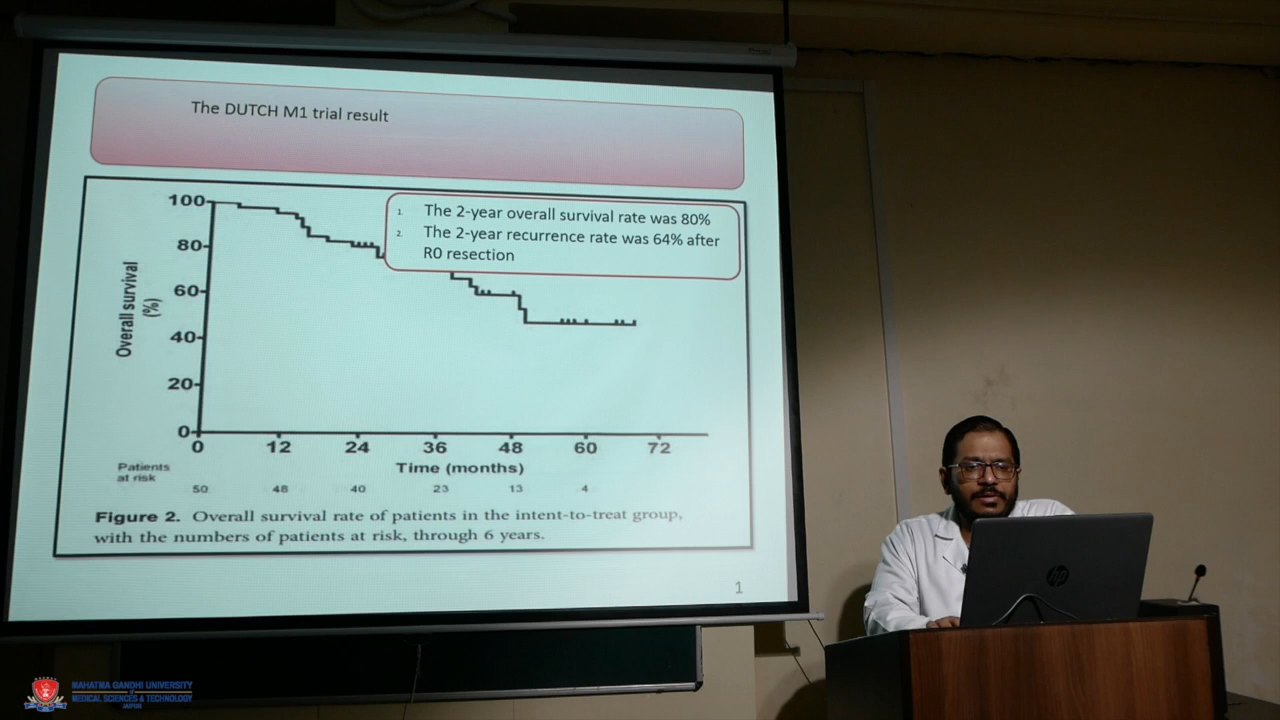 The DUTCH M1 trial result
1. The 2-year overall survival rate was 80%
2. The 2-year recurrence rate was 64% after
R0 resection
100
80
60
40
20
0
Overall survival
(%)
0 12 24 36 48 60 72
Time (months)
Patients
at risk
50 48 40 23 13 4
Figure 2. Overall survival rate of patients in the intent-to-treat group,
with the numbers of patients at risk, through 6 years.
1
hp
MAHATMA GANDHI UNIVERSITY
of
MEDICAL SCIENCES & TECHNOLOGY
JAIPUR